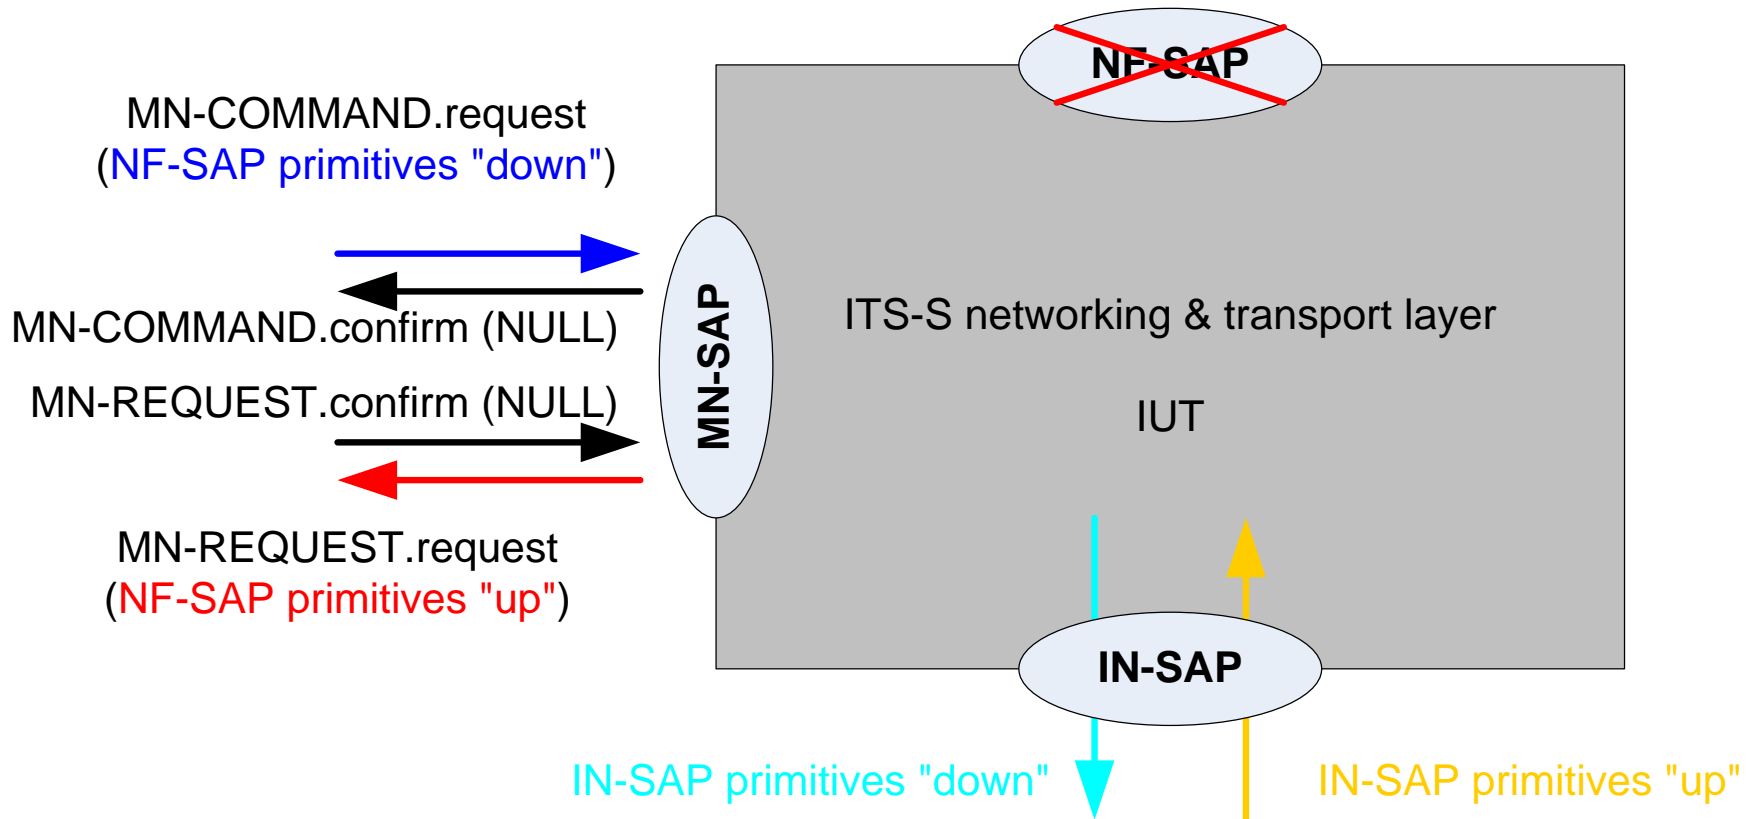 NF-SAP
MN-COMMAND.request
(NF-SAP primitives "down")
MN-COMMAND.confirm (NULL)
MN-REQUEST.confirm (NULL)
MN-REQUEST.request
(NF-SAP primitives "up")
MN-SAP
ITS-S networking & transport layer
IUT
IN-SAP
IN-SAP primitives "down"
IN-SAP primitives "up"